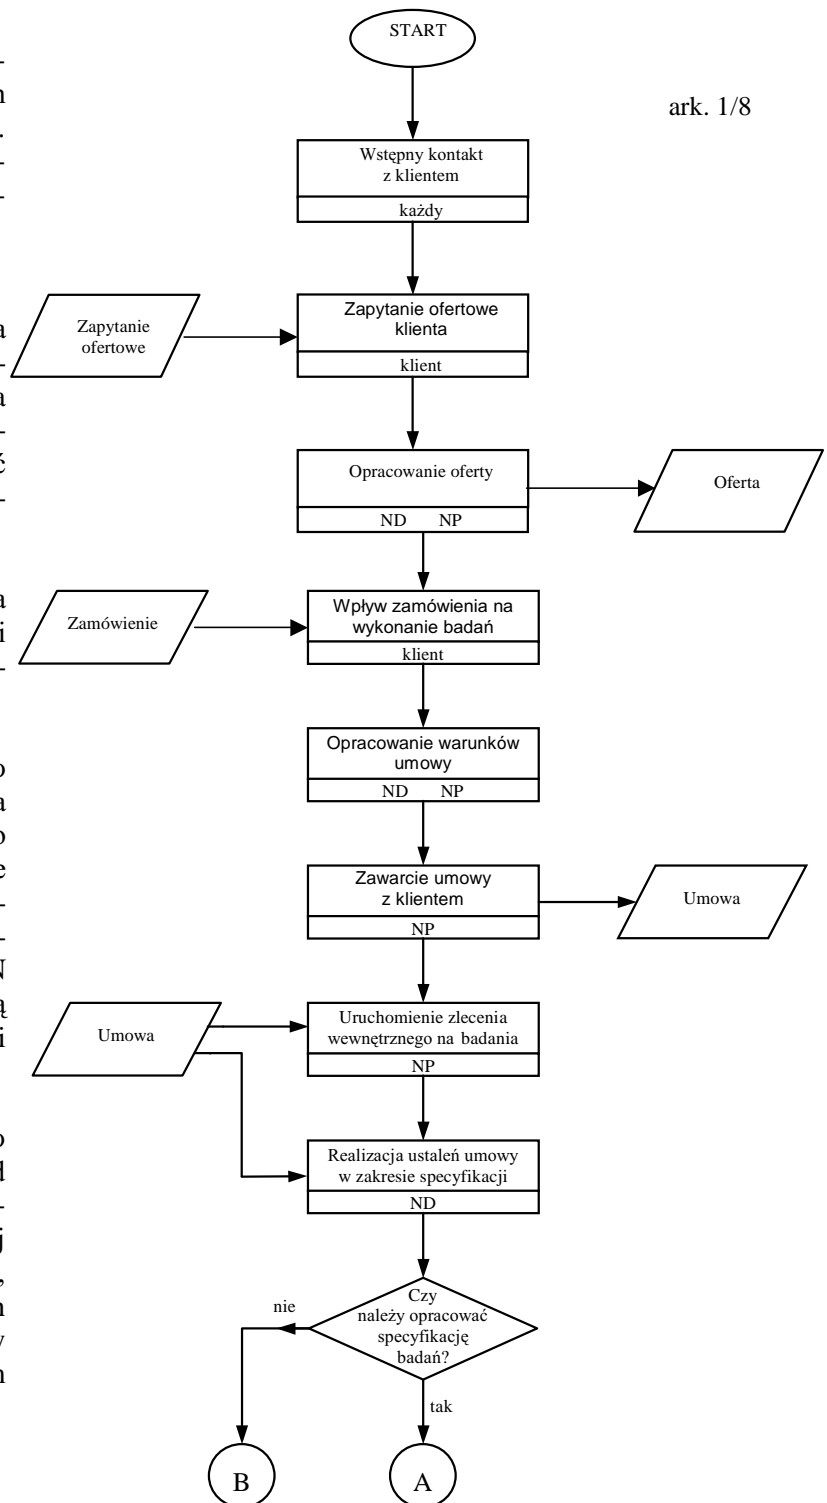 START
ark. 1/8
Wstępny kontakt
z klientem
każdy
Zapytanie
ofertowe
Zapytanie ofertowe
klienta
klient
Opracowanie oferty
ND NP
Oferta
Zamówienie
Wpływ zamówienia na
wykonanie badań
klient
Opracowanie warunków
umowy
ND NP
Zawarcie umowy
z klientem
NP
Umowa
Umowa
Uruchomienie zlecenia
wewnętrznego na badania
NP
Realizacja ustaleń umowy
w zakresie specyfikacji
ND
Czy
należy opracować
specyfikację
badań?
nie
tak
B
A